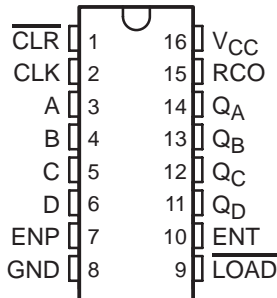 CLR 1 16 VCC
CLK 2 15 RCO
A 3 14 QA
B 4 13 QB
C 5 12 QC
D 6 11 QD
ENP 7 10 ENT
GND 8 9 LOAD